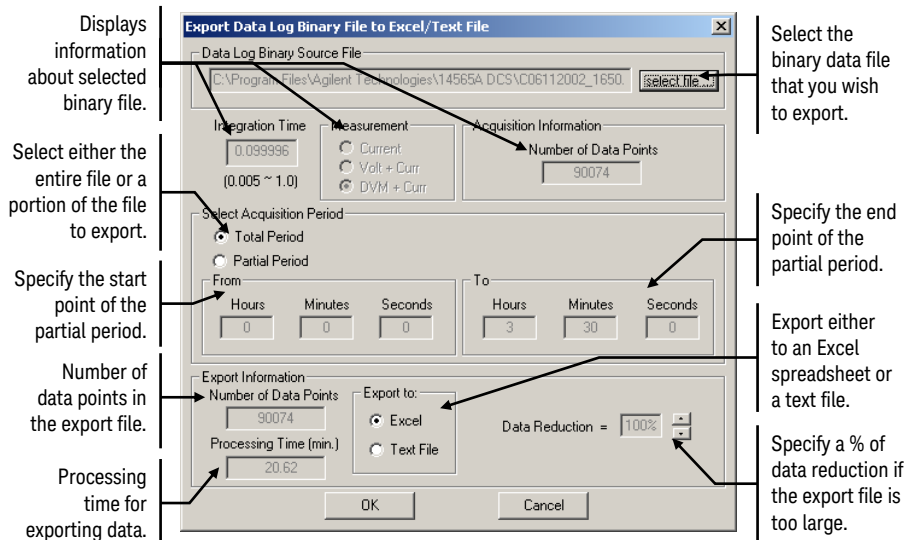 Displays
information
about selected
binary file.
Select either the
entire file or a
portion of the file
to export.
Specify the start
point of the
partial period.
Number of
data points in
the export file.
Processing
time for
exporting data.
Export Data Log Binary File to Excel/Text File
Data Log Binary Source File
C:\Program Files\Agilent Technologies\14565A DCS\C06112002_1650.
select file...
Integration Time
0.099996
(0.005 ~ 1.0)
Measurement
Current
Volt + Curr
DVM + Curr
Acquisition Information
Number of Data Points
90074
Select Acquisition Period
Total Period
Partial Period
From
Hours Minutes Seconds
0 0 0
To
Hours Minutes Seconds
3 30 0
Export Information
Number of Data Points
90074
Processing Time (min.)
20.62
Export to:
Excel
Text File
Data Reduction = 100%
OK Cancel
Select the
binary data file
that you wish
to export.
Specify the end
point of the
partial period.
Export either
to an Excel
spreadsheet or
a text file.
Specify a % of
data reduction if
the export file is
too large.